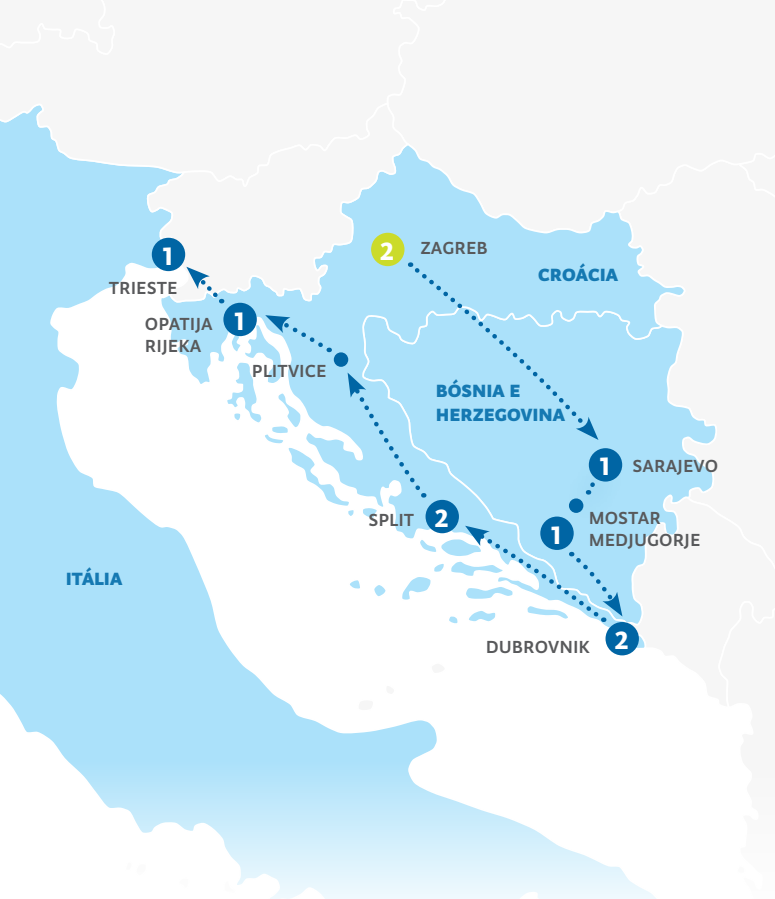 2 ZAGREB
CROÁCIA
1
TRIESTE
OPATIJA
RIJEKA
1
PLITVICE
BÓSNIA E
HERZEGOVINA
1 SARAJEVO
SPLIT 2
1
MOSTAR
MEDJUGORJE
ITÁLIA
DUBROVNIK 2